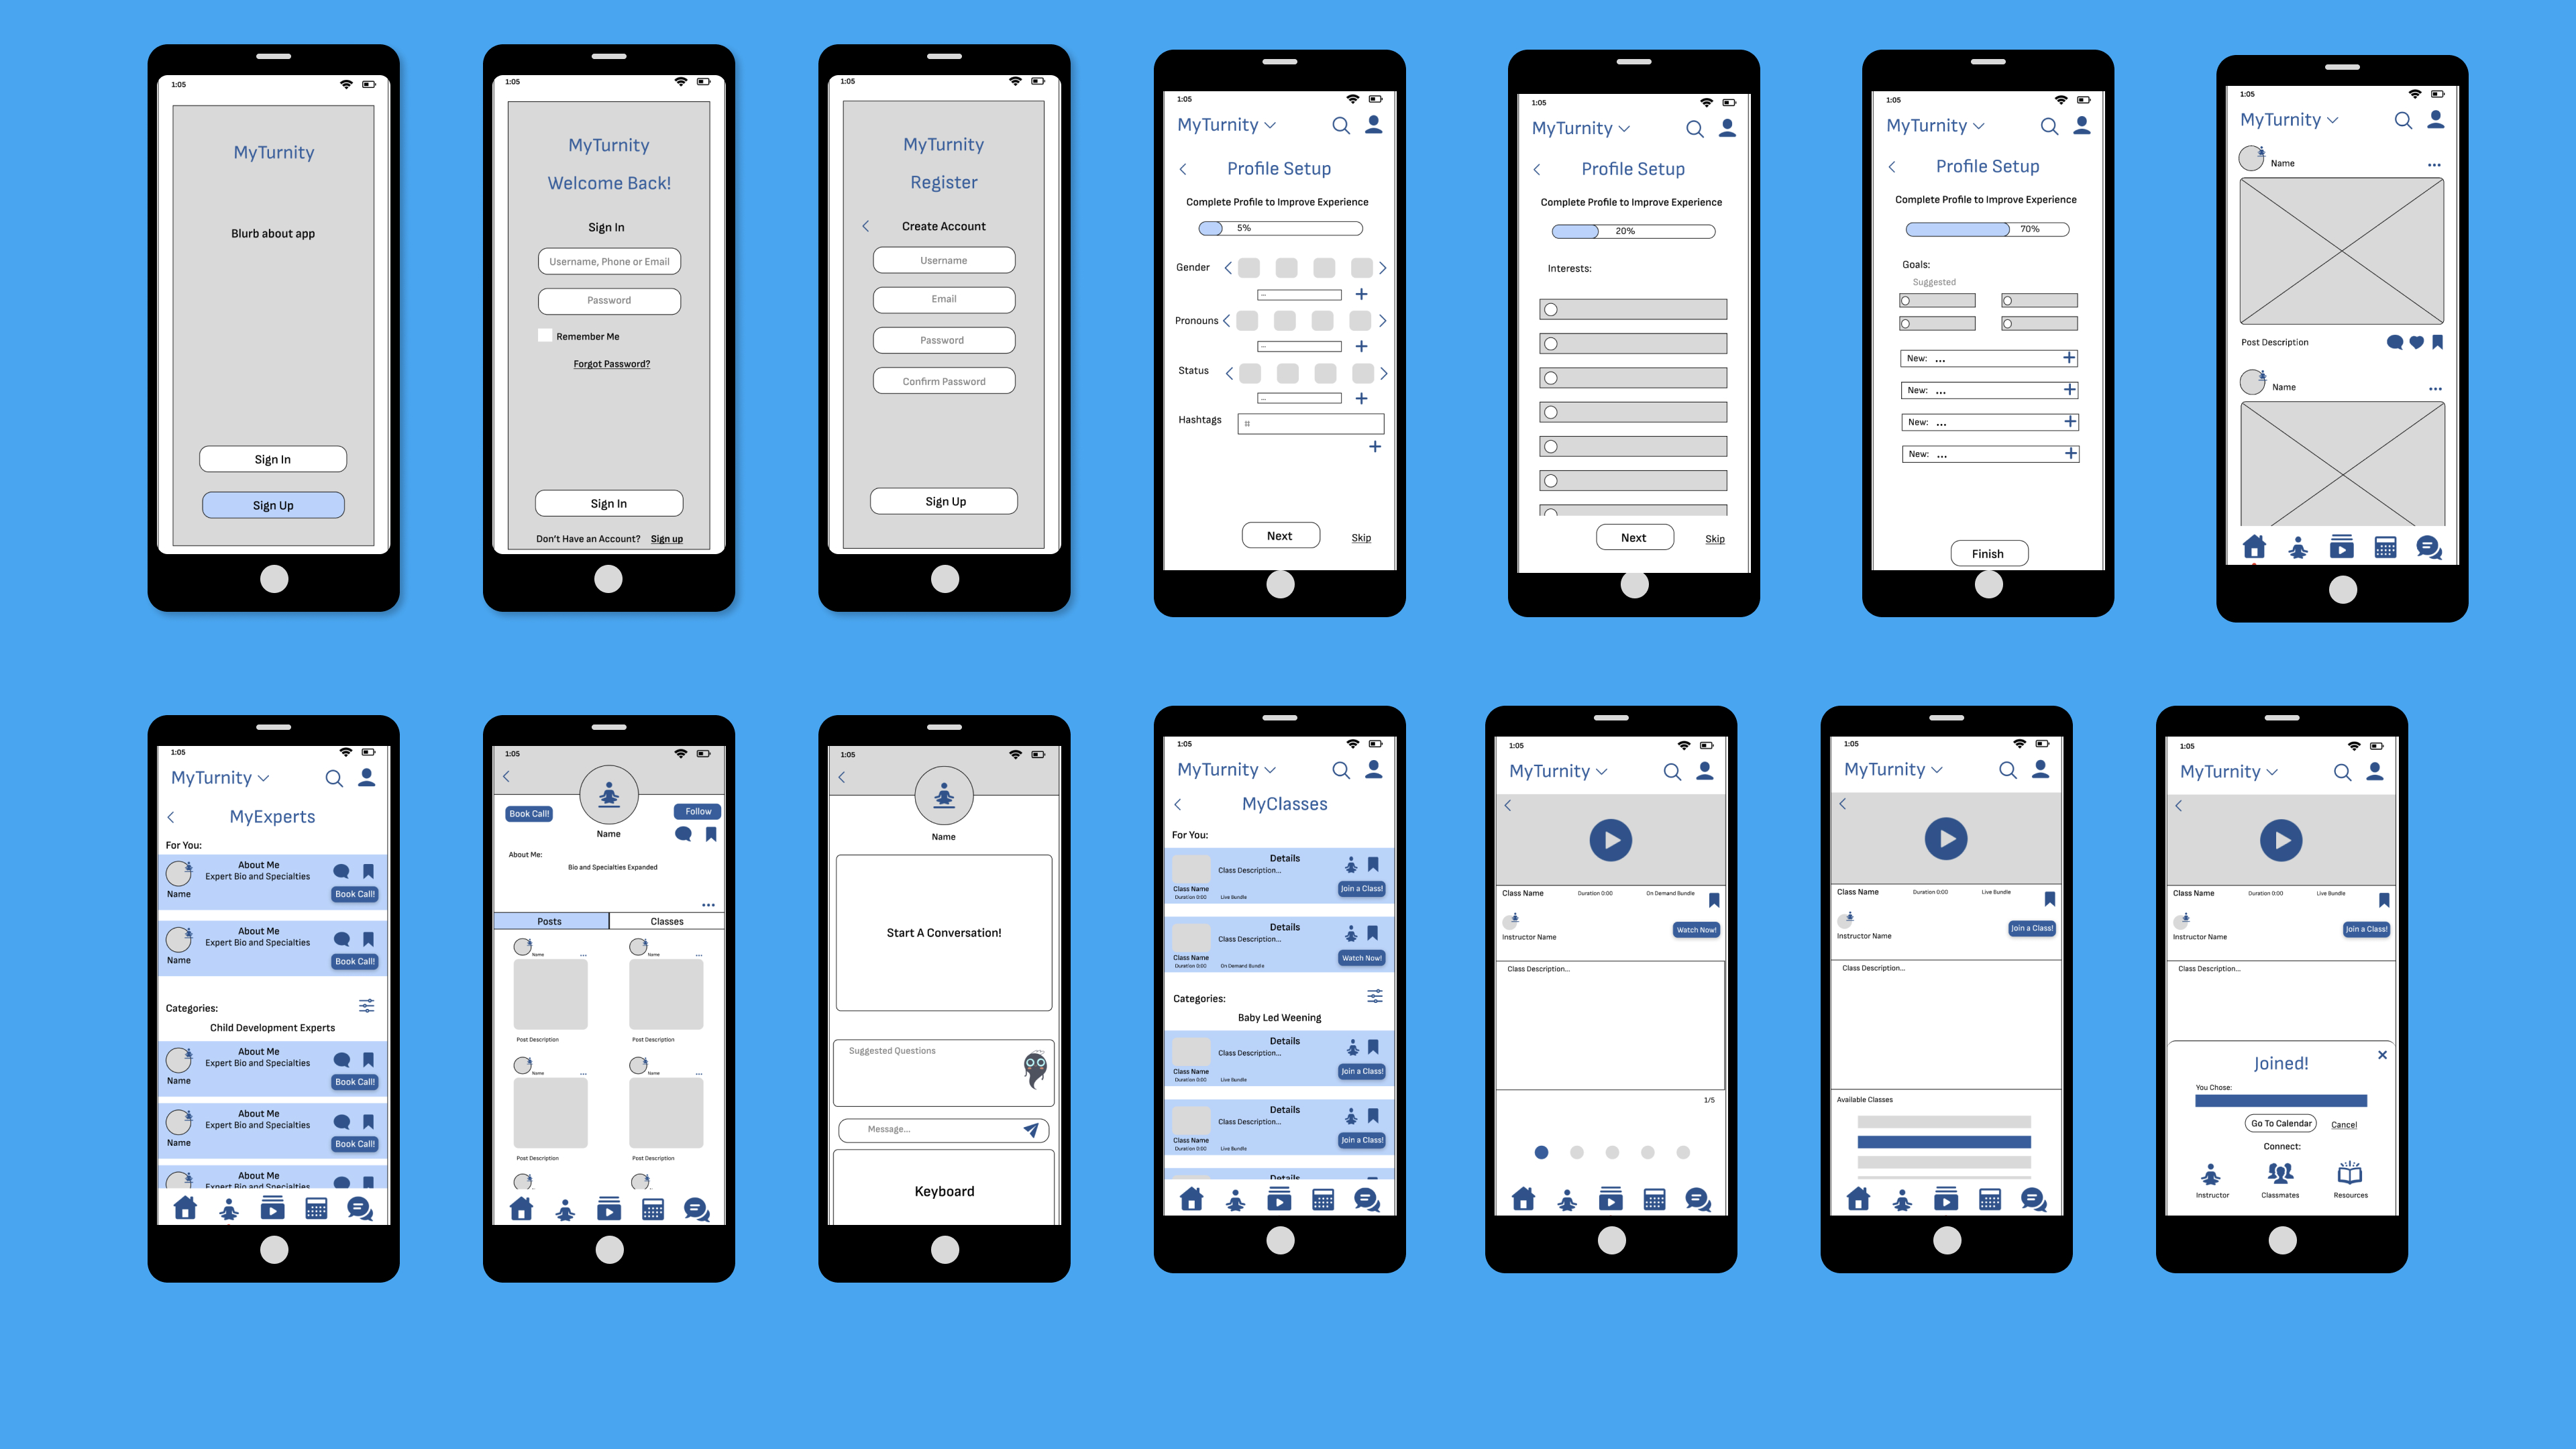 1:05
MyTurnity
Blurb about app
Sign In
Sign Up
1:05
MyTurnity
Welcome Back!
Sign In
Username, Phone or Email
Password
Remember Me
Forgot Password?
Sign In
Don't Have an Account? Sign up
1:05
MyTurnity
Register
Create Account
Username
Email
Password
Confirm Password
Sign Up
1:05
MyTurnity
Profile Setup
Complete Profile to Improve Experience
5%
Gender
...
Pronouns
...
Status
...
Hashtags
#
Next
Skip
1:05
MyTurnity
Profile Setup
Complete Profile to Improve Experience
20%
Interests:
Next
Skip
1:05
MyTurnity
Profile Setup
Complete Profile to Improve Experience
70%
Goals:
Suggested
New: ...
New: ...
New: ...
New: ...
Finish
1:05
MyTurnity
Name
Post Description
Name
1:05
MyTurnity
MyExperts
For You:
About Me
Expert Bio and Specialties
Name
Book Call!
About Me
Expert Bio and Specialties
Name
Book Call!
Categories:
Child Development Experts
About Me
Expert Bio and Specialties
Name
Book Call!
About Me
Expert Bio and Specialties
Name
Book Call!
About Me
Expert Bio and Specialties
1:05
Book Call!
Follow
Name
About Me:
Bio and Specialties Expanded
Posts
Classes
Name
Name
Post Description
Post Description
Name
Name
Post Description
Post Description
1:05
Name
Start A Conversation!
Suggested Questions
Message...
Keyboard
1:05
MyTurnity
MyClasses
For You:
Details
Class Description...
Class Name
Duration 0:00
Live Bundle
Join a Class!
Details
Class Description...
Class Name
Duration 0:00
On Demand Bundle
Watch Now!
Categories:
Baby Led Weening
Details
Class Description...
Class Name
Duration 0:00
Live Bundle
Join a Class!
Details
Class Description...
Class Name
Duration 0:00
Live Bundle
Join a Class!
Details
1:05
MyTurnity
Class Name
Duration 0:00
On Demand Bundle
Watch Now!
Instructor Name
Class Description...
1/5
1:05
MyTurnity
Class Name
Duration 0:00
Live Bundle
Join a Class!
Instructor Name
Class Description...
Available Classes
1:05
MyTurnity
Class Name
Duration 0:00
Live Bundle
Join a Class!
Instructor Name
Class Description...
Joined!
You Chose:
Go To Calendar
Cancel
Connect:
Instructor
Classmates
Resources